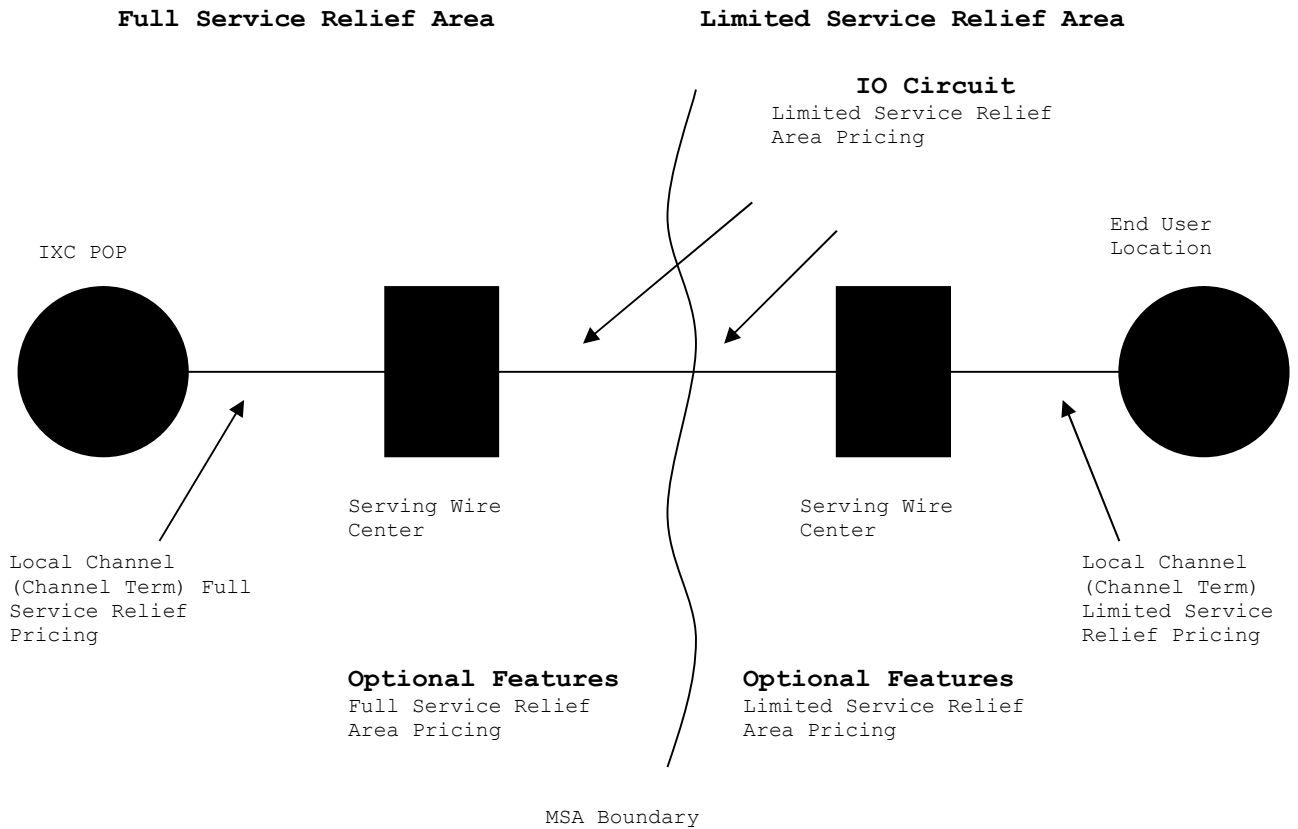 Full Service Relief Area
Limited Service Relief Area
IO Circuit
Limited Service Relief
Area Pricing
IXC POP
End User
Location
Serving Wire
Center
Serving Wire
Center
Local Channel
(Channel Term) Full
Service Relief
Pricing
Local Channel
(Channel Term)
Limited Service
Relief Pricing
Optional Features
Full Service Relief
Area Pricing
Optional Features
Limited Service Relief
Area Pricing
MSA Boundary